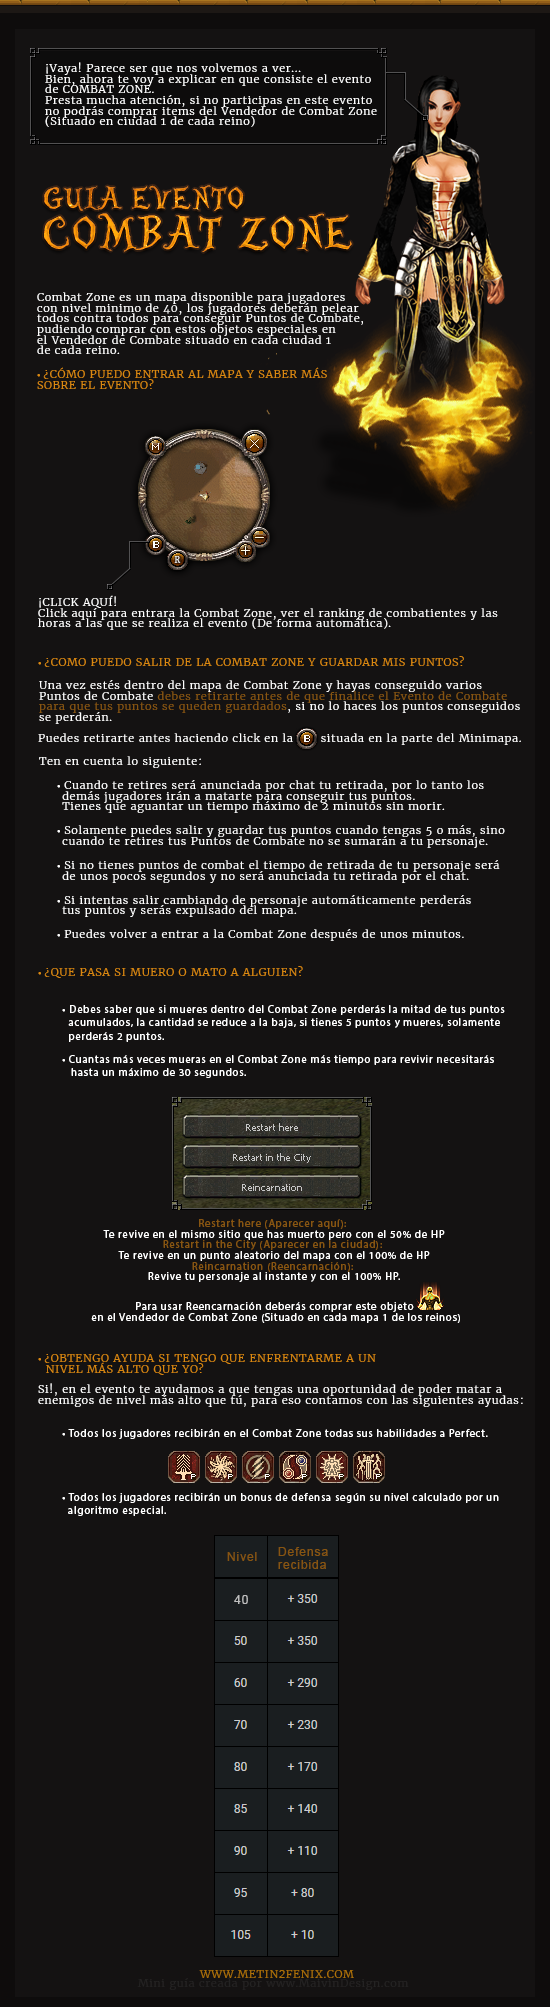 ¡Vaya! Parece ser que nos volvemos a ver...
Bien, ahora te voy a explicar en que consiste el evento
de COMBAT ZONE.
Presta mucha atención, si no participas en este evento
no podrás comprar items del Vendedor de Combat Zone
(Situado en ciudad 1 de cada reino)
GUIA EVENTO
COMBAT ZONE
Combat Zone es un mapa disponible para jugadores
con nivel minimo de 40, los jugadores deberán pelear
todos contra todos para conseguir Puntos de Combate,
pudiendo comprar con estos objetos especiales en
el Vendedor de Combate situado en cada ciudad 1
de cada reino.
• ¿CÓMO PUEDO ENTRAR AL MAPA Y SABER MÁS
SOBRE EL EVENTO?
M
B
R
¡CLICK AQUÍ!
Click aquí para entrara la Combat Zone, ver el ranking de combatientes y las
horas a las que se realiza el evento (De forma automática).
• ¿COMO PUEDO SALIR DE LA COMBAT ZONE Y GUARDAR MIS PUNTOS?
Una vez estés dentro del mapa de Combat Zone y hayas conseguido varios
Puntos de Combate debes retirarte antes de que finalice el Evento de Combate
para que tus puntos se queden guardados, si no lo haces los puntos conseguidos
se perderán.
Puedes retirarte antes haciendo click en la B situada en la parte del Minimapa.
Ten en cuenta lo siguiente:
• Cuando te retires será anunciada por chat tu retirada, por lo tanto los
demás jugadores irán a matarte para conseguir tus puntos.
Tienes que aguantar un tiempo máximo de 2 minutos sin morir.
• Solamente puedes salir y guardar tus puntos cuando tengas 5 o más, sino
cuando te retires tus Puntos de Combate no se sumarán a tu personaje.
• Si no tienes puntos de combat el tiempo de retirada de tu personaje será
de unos pocos segundos y no será anunciada tu retirada por el chat.
• Si intentas salir cambiando de personaje automáticamente perderás
tus puntos y serás expulsado del mapa.
• Puedes volver a entrar a la Combat Zone después de unos minutos.
• ¿QUE PASA SI MUERO O MATO A ALGUIEN?
• Debes saber que si mueres dentro del Combat Zone perderás la mitad de tus puntos
acumulados, la cantidad se reduce a la baja, si tienes 5 puntos y mueres, solamente
perderás 2 puntos.
• Cuantas más veces mueras en el Combat Zone más tiempo para revivir necesitarás
hasta un máximo de 30 segundos.
Restart here
Restart in the City
Reincarnation
Restart here (Aparecer aquí):
Te revive en el mismo sitio que has muerto pero con el 50% de HP
Restart in the City (Aparecer en la ciudad):
Te revive en un punto aleatorio del mapa con el 100% de HP
Reincarnation (Reencarnación):
Revive tu personaje al instante y con el 100% HP.
Para usar Reencarnación deberás comprar este objeto
en el Vendedor de Combat Zone (Situado en cada mapa 1 de los reinos)
• ¿OBTENGO AYUDA SI TENGO QUE ENFRENTARME A UN
NIVEL MÁS ALTO QUE YO?
Si!, en el evento te ayudamos a que tengas una oportunidad de poder matar a
enemigos de nivel más alto que tú, para eso contamos con las siguientes ayudas:
• Todos los jugadores recibirán en el Combat Zone todas sus habilidades a Perfect.
P P P P P P
• Todos los jugadores recibirán un bonus de defensa según su nivel calculado por un
algoritmo especial.
Nivel Defensa
recibida
40 + 350
50 + 350
60 + 290
70 + 230
80 + 170
85 + 140
90 + 110
95 + 80
105 + 10
WWW.METIN2FENIX.COM
Mini guía creada por www.MaivinDesign.com